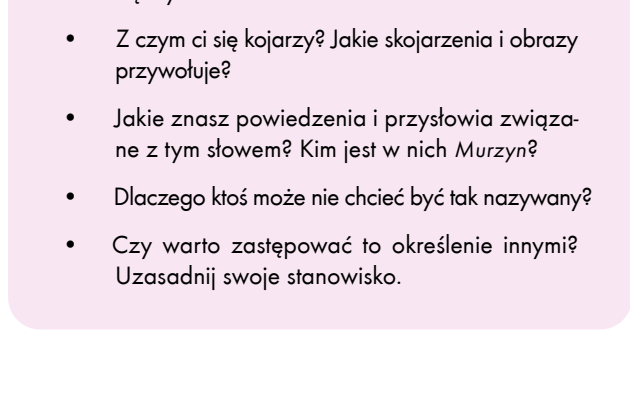 • Z czym ci się kojarzy? Jakie skojarzenia i obrazy
przywołuje?
• Jakie znasz powiedzenia i przysłowia związa-
ne z tym słowem? Kim jest w nich Murzyn?
• Dlaczego ktoś może nie chcieć być tak nazywany?
• Czy warto zastępować to określenie innymi?
Uzasadnij swoje stanowisko.